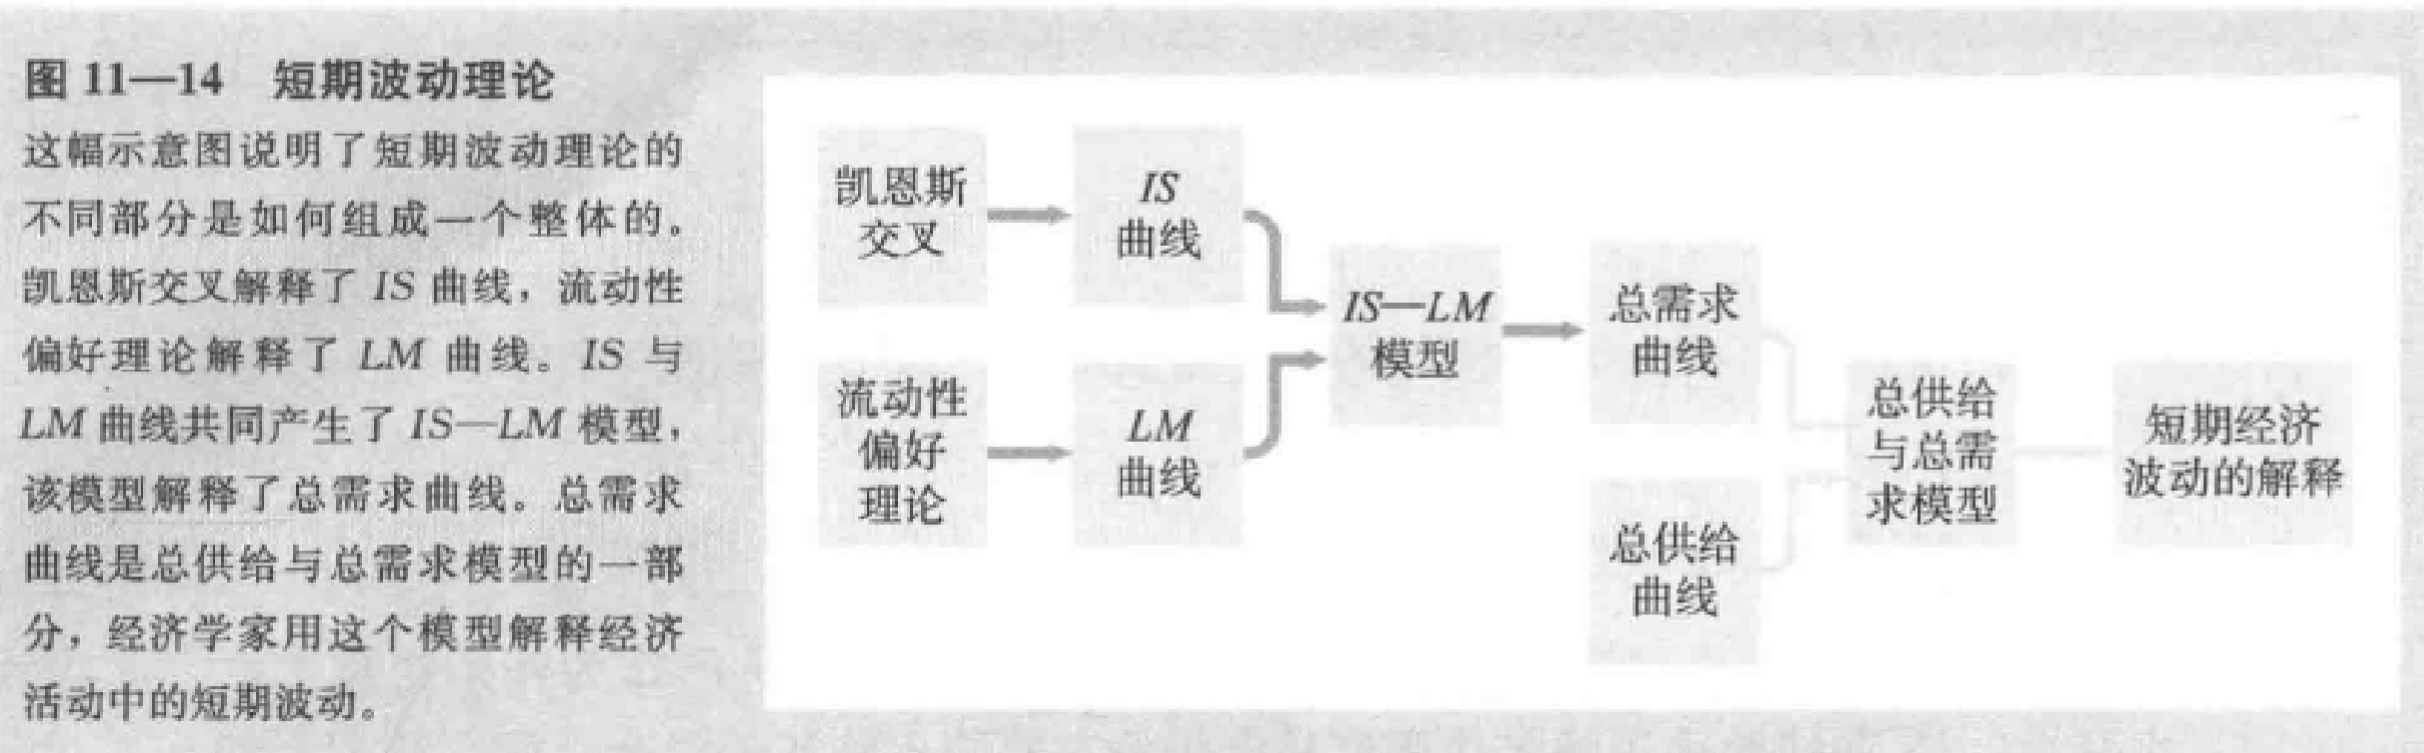 图 11—14 短期波动理论
这幅示意图说明了短期波动理论的
不同部分是如何组成一个整体的。
凯恩斯交叉解释了 IS 曲线，流动性
偏好理论解释了 LM 曲线。IS 与
LM 曲线共同产生了 IS—LM 模型，
该模型解释了总需求曲线。总需求
曲线是总供给与总需求模型的一部
分，经济学家用这个模型解释经济
活动中的短期波动。
凯恩斯
交叉
IS
曲线
流动性
偏好
理论
LM
曲线
IS—LM
模型
总需求
曲线
总供给
曲线
总供给
与总需
求模型
短期经济
波动的解释